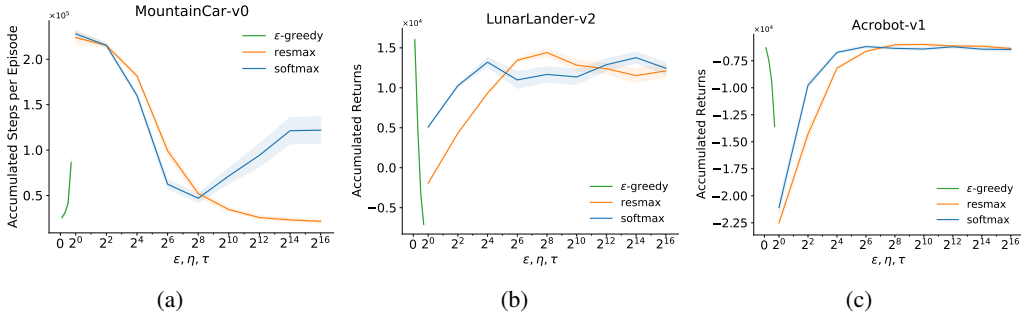 MountainCar-v0
×10⁵
Accumulated Steps per Episode
2.0
1.5
1.0
0.5
ε-greedy
resmax
softmax
0 2⁰ 2² 2⁴ 2⁶ 2⁸ 2¹⁰ 2¹² 2¹⁴ 2¹⁶
ε, η, τ
(a)
LunarLander-v2
×10⁴
Accumulated Returns
1.5
1.0
0.5
0.0
−0.5
ε-greedy
resmax
softmax
0 2⁰ 2² 2⁴ 2⁶ 2⁸ 2¹⁰ 2¹² 2¹⁴ 2¹⁶
ε, η, τ
(b)
Acrobot-v1
×10⁴
Accumulated Returns
−0.75
−1.00
−1.25
−1.50
−1.75
−2.00
−2.25
ε-greedy
resmax
softmax
0 2⁰ 2² 2⁴ 2⁶ 2⁸ 2¹⁰ 2¹² 2¹⁴ 2¹⁶
ε, η, τ
(c)